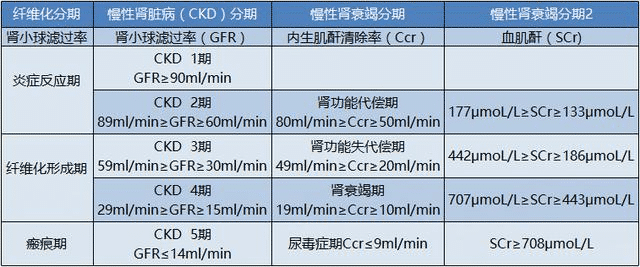 纤维化分期 慢性肾脏病（CKD）分期 慢性肾衰竭分期 慢性肾衰竭分期2
肾小球滤过率 肾小球滤过率（GFR） 内生肌酐清除率（Ccr） 血肌酐（SCr)
炎症反应期
CKD 1期
GFR≥90ml/min
CKD 2期
89ml/min≥GFR≥60ml/min
肾功能代偿期
80ml/min≥Ccr≥50ml/min
177μmoL/L≥SCr≥133μmoL/L
纤维化形成期
CKD 3期
59ml/min≥GFR≥30ml/min
肾功能失代偿期
49ml/min≥Ccr≥20ml/min
442μmoL/L≥SCr≥186μmoL/L
CKD 4期
29ml/min≥GFR≥15ml/min
肾衰竭期
19ml/min≥Ccr≥10ml/min
707μmoL/L≥SCr≥443μmoL/L
瘢痕期
CKD 5期
GFR≤14ml/min
尿毒症期Ccr≤9ml/min
SCr≥708μmoL/L